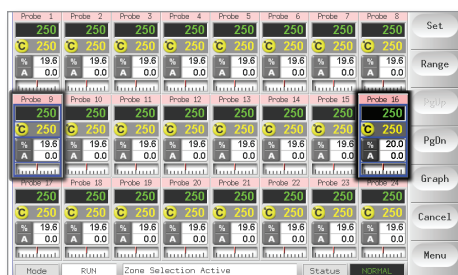 Probe 1 Probe 2 Probe 3 Probe 4 Probe 5 Probe 6 Probe 7 Probe 8 Set
250 250 250 250 250 250 250 250
°C 250 °C 250 °C 250 °C 250 °C 250 °C 250 °C 250 °C 250
% 19.6 % 19.6 % 19.6 % 19.6 % 19.6 % 19.6 % 19.6 % 19.6 Range
A 0.0 A 0.0 A 0.0 A 0.0 A 0.0 A 0.0 A 0.0 A 0.0
Probe 9 Probe 10 Probe 11 Probe 12 Probe 13 Probe 14 Probe 15 Probe 16 PgUp
250 250 250 250 250 250 250 250
°C 250 °C 250 °C 250 °C 250 °C 250 °C 250 °C 250 °C 250
% 19.6 % 19.6 % 19.6 % 19.6 % 19.6 % 19.6 % 19.6 % 20.0 PgDn
A 0.0 A 0.0 A 0.0 A 0.0 A 0.0 A 0.0 A 0.0 A 0.0
Probe 17 Probe 18 Probe 19 Probe 20 Probe 21 Probe 22 Probe 23 Probe 24 Graph
250 250 250 250 250 250 250 250
°C 250 °C 250 °C 250 °C 250 °C 250 °C 250 °C 250 °C 250 Cancel
% 19.6 % 19.6 % 19.6 % 19.6 % 19.6 % 19.6 % 19.6 % 19.6
A 0.0 A 0.0 A 0.0 A 0.0 A 0.0 A 0.0 A 0.0 A 0.0 Menu
Mode RUN Zone Selection Active Status NORMAL